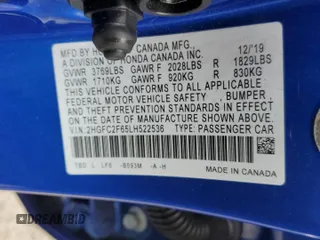 MFD. BY HONDA CANADA MFG., 12/'19
A DIVISION OF HONDA CANADA INC.
GVWR 3759LBS GAWR F 2028LBS R 1829LBS
GVWR 1710KG GAWR F 920KG R 830KG
THIS VEHICLE CONFORMS TO ALL APPLICABLE
FEDERAL MOTOR VEHICLE SAFETY BUMPER
AND THEFT PREVENTION STANDARDS IN EFFECT ON
THE DATE OF MANUFACTURE SHOWN ABOVE.
V.I.N: 2HGFC2F65LH522536 TYPE: PASSENGER CAR
B593M -A-H
MADE IN CANADA